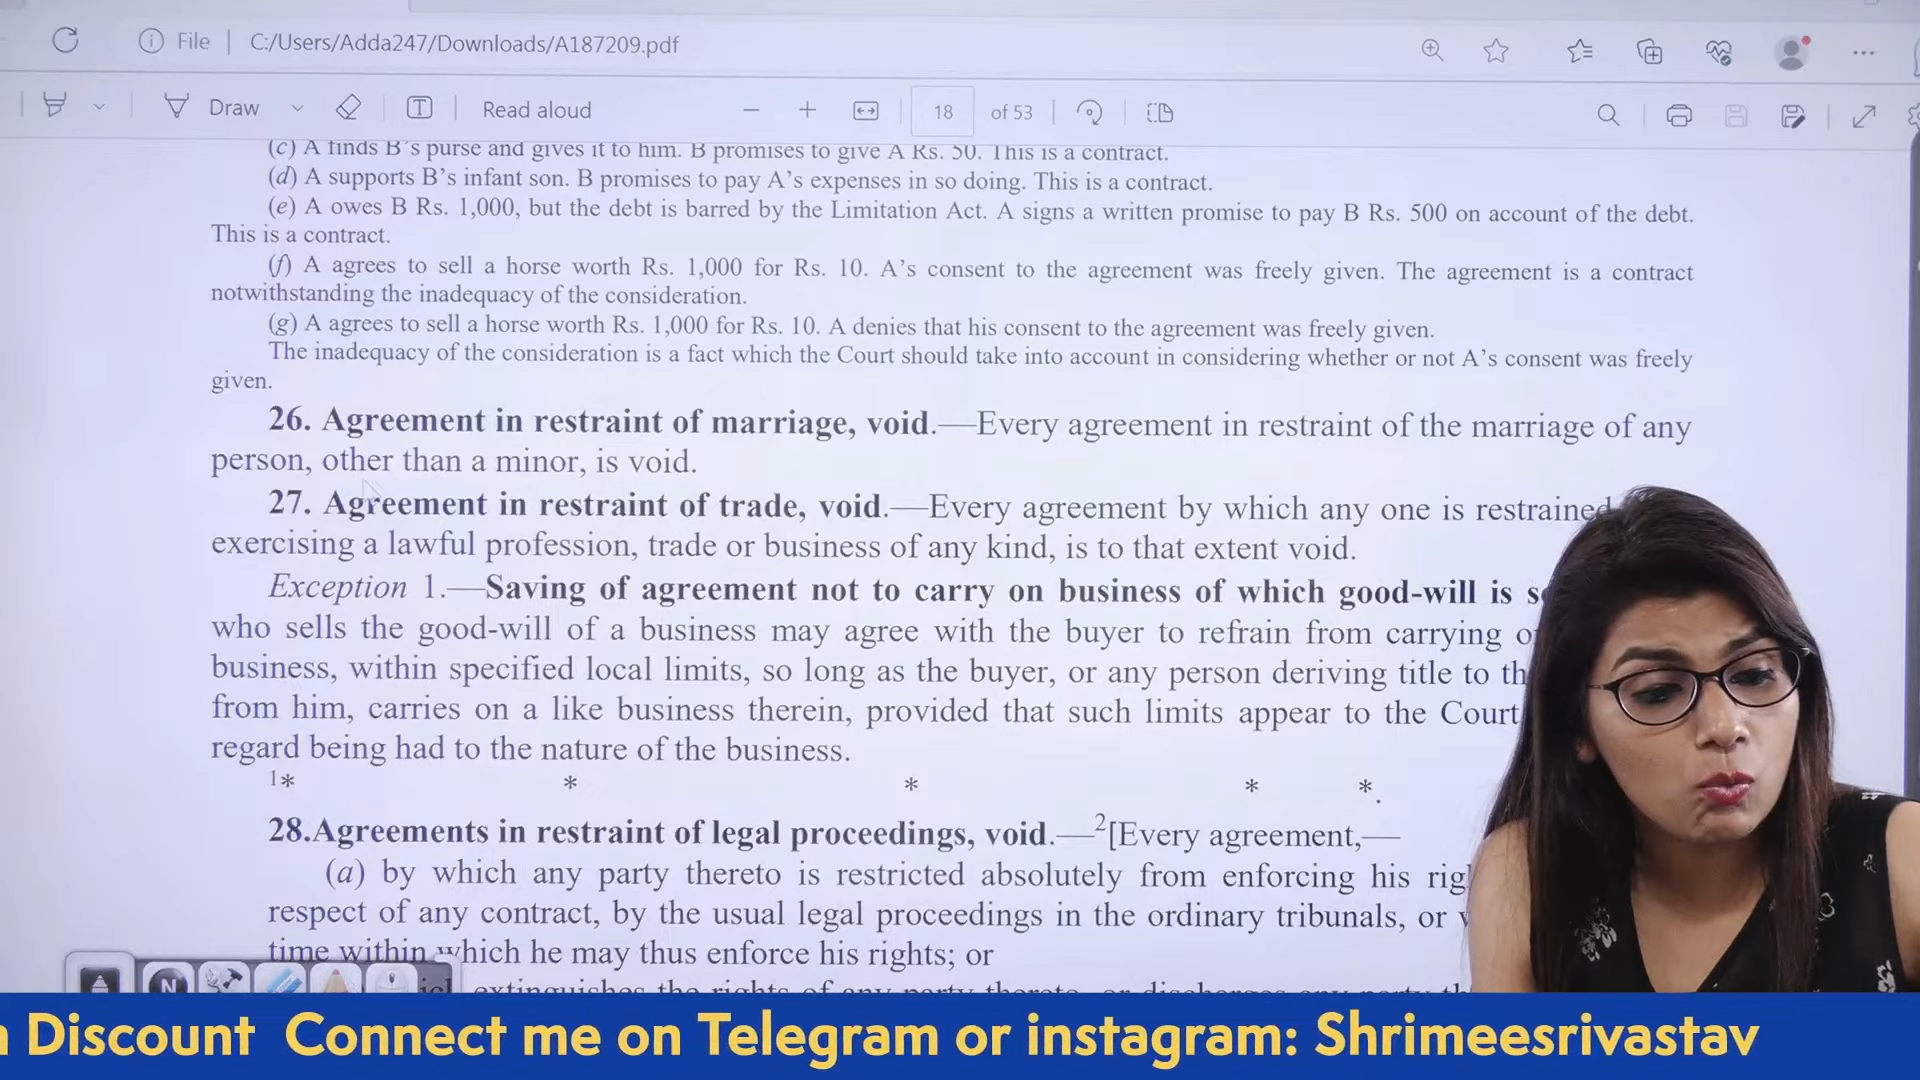 File | C:/Users/Adda247/Downloads/A187209.pdf
Draw Read aloud 18 of 53
(c) A finds B's purse and gives it to him. B promises to give A Rs. 50. This is a contract.
(d) A supports B’s infant son. B promises to pay A’s expenses in so doing. This is a contract.
(e) A owes B Rs. 1,000, but the debt is barred by the Limitation Act. A signs a written promise to pay B Rs. 500 on account of the debt.
This is a contract.
(f) A agrees to sell a horse worth Rs. 1,000 for Rs. 10. A’s consent to the agreement was freely given. The agreement is a contract
notwithstanding the inadequacy of the consideration.
(g) A agrees to sell a horse worth Rs. 1,000 for Rs. 10. A denies that his consent to the agreement was freely given.
The inadequacy of the consideration is a fact which the Court should take into account in considering whether or not A’s consent was freely
given.
26. Agreement in restraint of marriage, void.—Every agreement in restraint of the marriage of any
person, other than a minor, is void.
27. Agreement in restraint of trade, void.—Every agreement by which any one is restrained
exercising a lawful profession, trade or business of any kind, is to that extent void.
Exception 1.—Saving of agreement not to carry on business of which good-will is
who sells the good-will of a business may agree with the buyer to refrain from carrying
business, within specified local limits, so long as the buyer, or any person deriving title to
from him, carries on a like business therein, provided that such limits appear to the Court
regard being had to the nature of the business.
1* * * * *.
28.Agreements in restraint of legal proceedings, void.—2[Every agreement,—
(a) by which any party thereto is restricted absolutely from enforcing his
respect of any contract, by the usual legal proceedings in the ordinary tribunals, or
time within which he may thus enforce his rights; or
extinguishes the rights of any party thereto, or discharges any party
Discount Connect me on Telegram or instagram: Shrimeesrivastav